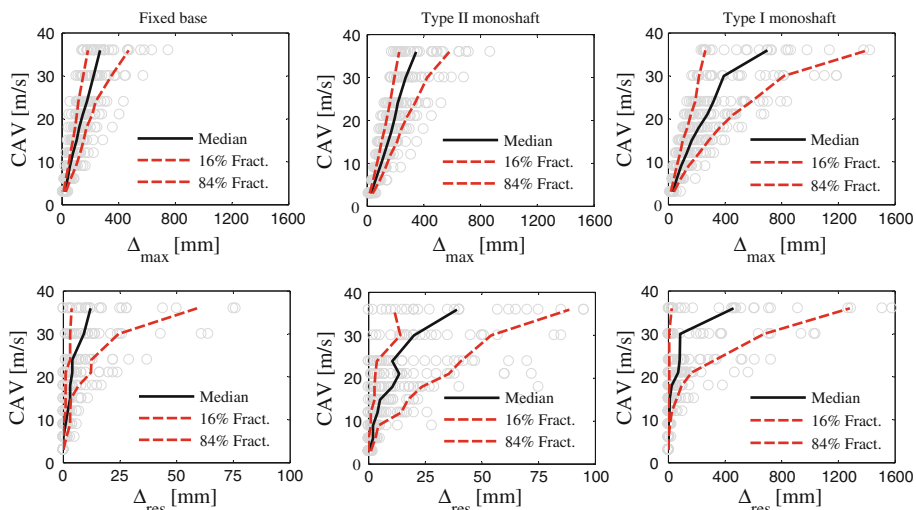 Fixed base
Type II monoshaft
Type I monoshaft
40
30
20
10
0
CAV [m/s]
Median
16% Fract.
84% Fract.
0 400 800 1200 1600
Δmax [mm]
40
30
20
10
0
CAV [m/s]
Median
16% Fract.
84% Fract.
0 400 800 1200 1600
Δmax [mm]
40
30
20
10
0
CAV [m/s]
Median
16% Fract.
84% Fract.
0 400 800 1200 1600
Δmax [mm]
40
30
20
10
0
CAV [m/s]
Median
16% Fract.
84% Fract.
0 25 50 75 100
Δres [mm]
40
30
20
10
0
CAV [m/s]
Median
16% Fract.
84% Fract.
0 25 50 75 100
Δres [mm]
40
30
20
10
0
CAV [m/s]
Median
16% Fract.
84% Fract.
0 400 800 1200 1600
Δres [mm]